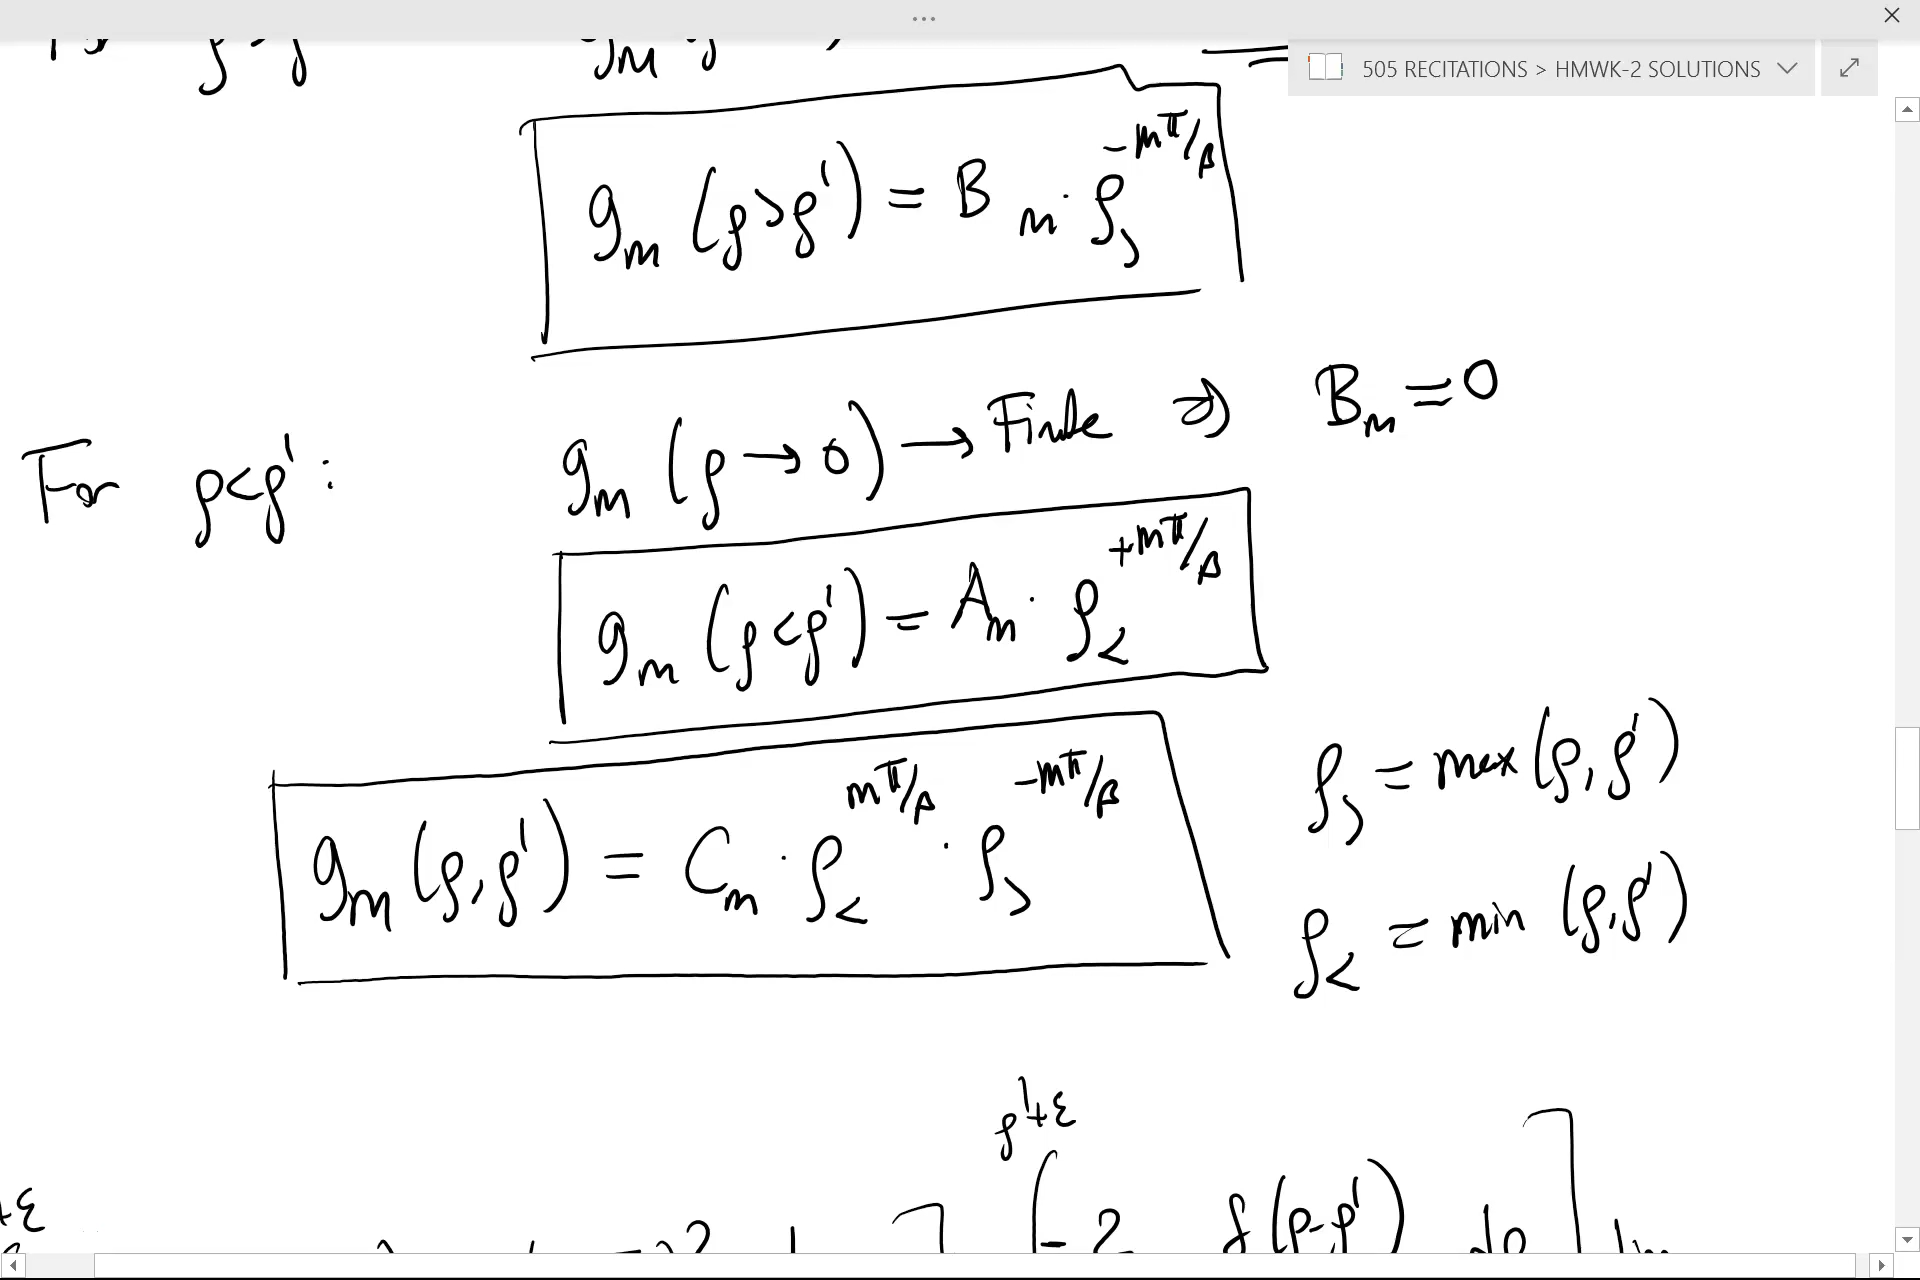 505 RECITATIONS > HMWK-2 SOLUTIONS
g_m (ρ>ρ') = B_m · ρ_>^{-mπ/β}
For ρ<ρ' : g_m (ρ→0) → Finite ⇒ B_m = 0
g_m (ρ<ρ') = A_m · ρ_<^{+mπ/β}
g_m (ρ,ρ') = C_m · ρ_<^{mπ/β} · ρ_>^{-mπ/β}
ρ_> = max (ρ, ρ')
ρ_< = min (ρ, ρ')
ρ'+ε
+ε